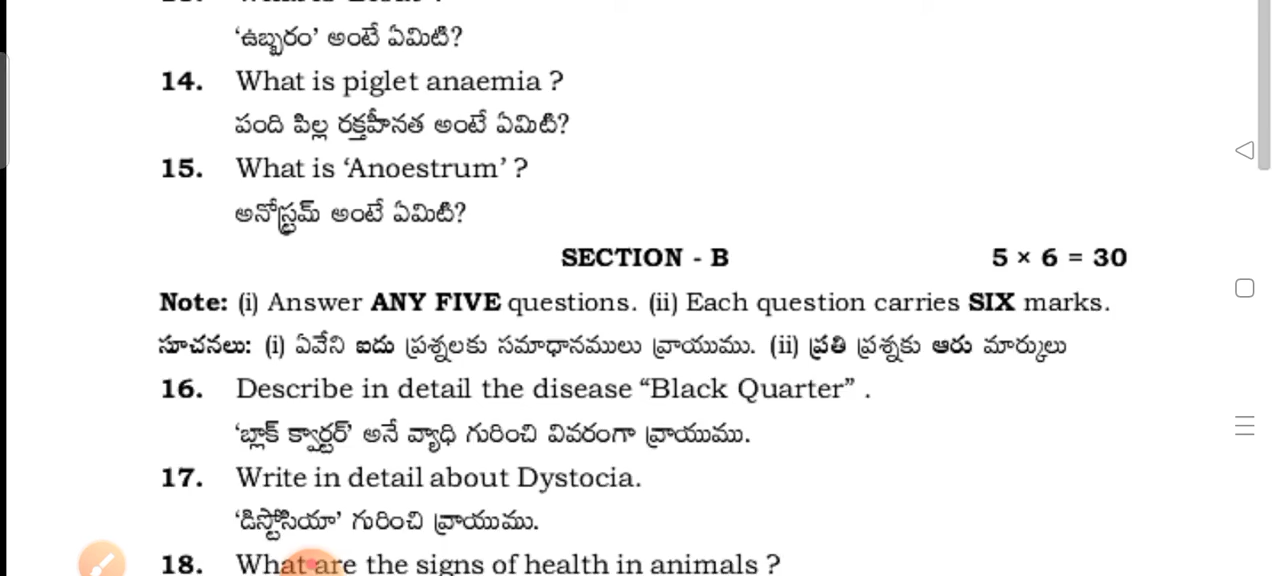 'ఉబ్బరం' అంటే ఏమిటి?
14. What is piglet anaemia ?
పంది పిల్ల రక్తహీనత అంటే ఏమిటి?
15. What is 'Anoestrum' ?
అనోస్ట్రమ్ అంటే ఏమిటి?
SECTION - B 5 × 6 = 30
Note: (i) Answer ANY FIVE questions. (ii) Each question carries SIX marks.
సూచనలు: (i) ఏవేని ఐదు ప్రశ్నలకు సమాధానములు వ్రాయుము. (ii) ప్రతి ప్రశ్నకు ఆరు మార్కులు
16. Describe in detail the disease "Black Quarter" .
'బ్లాక్ క్వార్టర్' అనే వ్యాధి గురించి వివరంగా వ్రాయుము.
17. Write in detail about Dystocia.
'డిస్టోసియా' గురించి వ్రాయుము.
18. What are the signs of health in animals ?